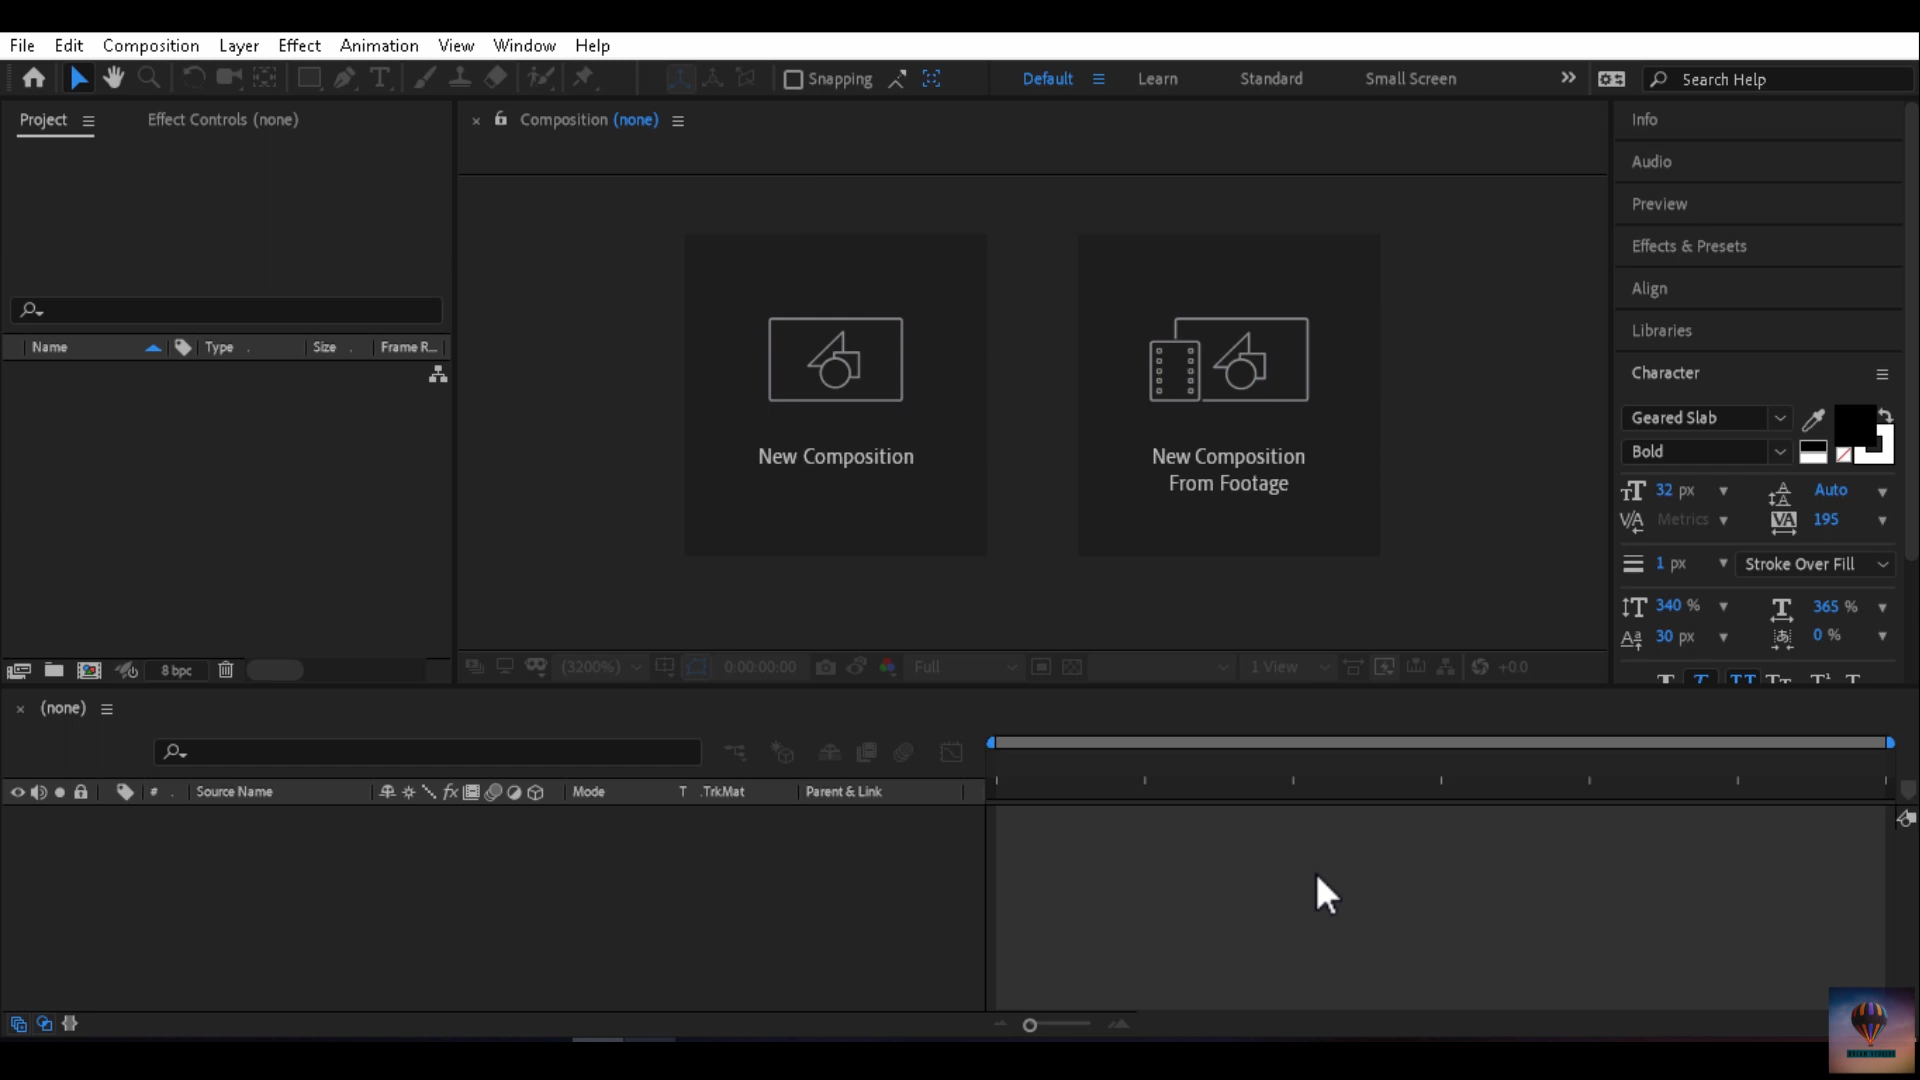 File Edit Composition Layer Effect Animation View Window Help
Snapping Default Learn Standard Small Screen Search Help
Project Effect Controls (none) Composition (none) Info
Audio
Preview
Effects & Presets
Align
Libraries
Name Type Size Frame R...
Character
Geared Slab
Bold
New Composition
New Composition
From Footage
32 px Auto
Metrics 195
1 px Stroke Over Fill
340 % 365 %
30 px 0 %
8 bpc (3200%) 0:00:00:00 Full 1 View +0.0
(none)
# Source Name fx Mode T .TrkMat Parent & Link